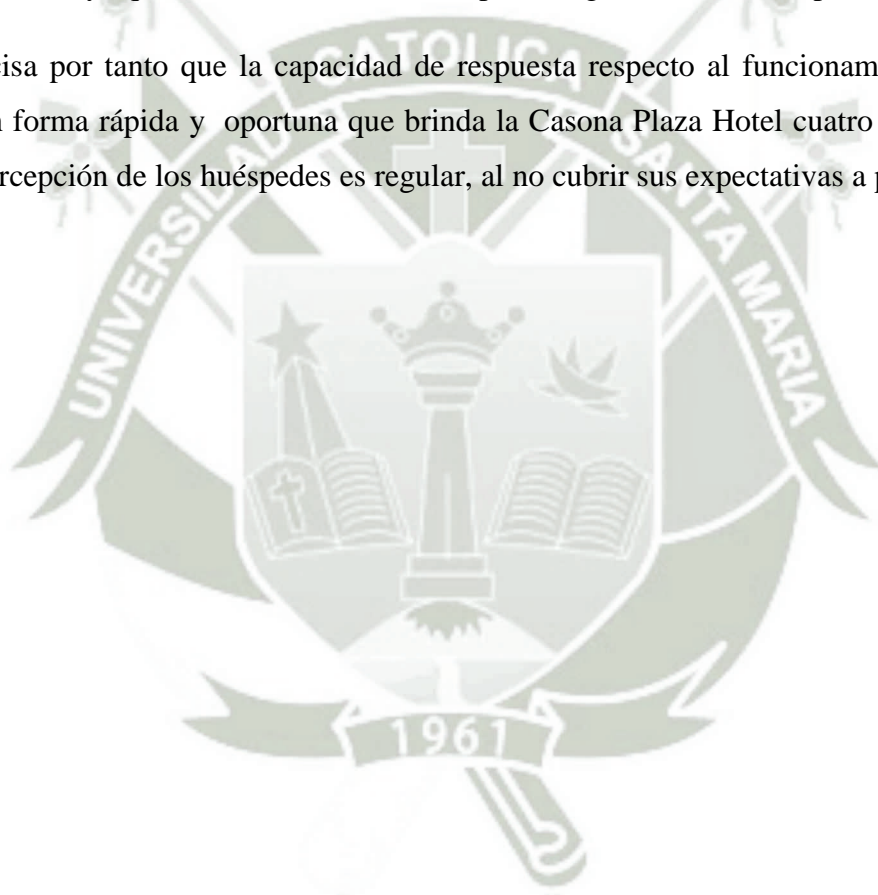 cisa por tanto que la capacidad de respuesta respecto al funcionam
forma rápida y oportuna que brinda la Casona Plaza Hotel cuatro
rcepción de los huéspedes es regular, al no cubrir sus expectativas a
UNIVERSIDAD CATOLICA SANTA MARIA
1961